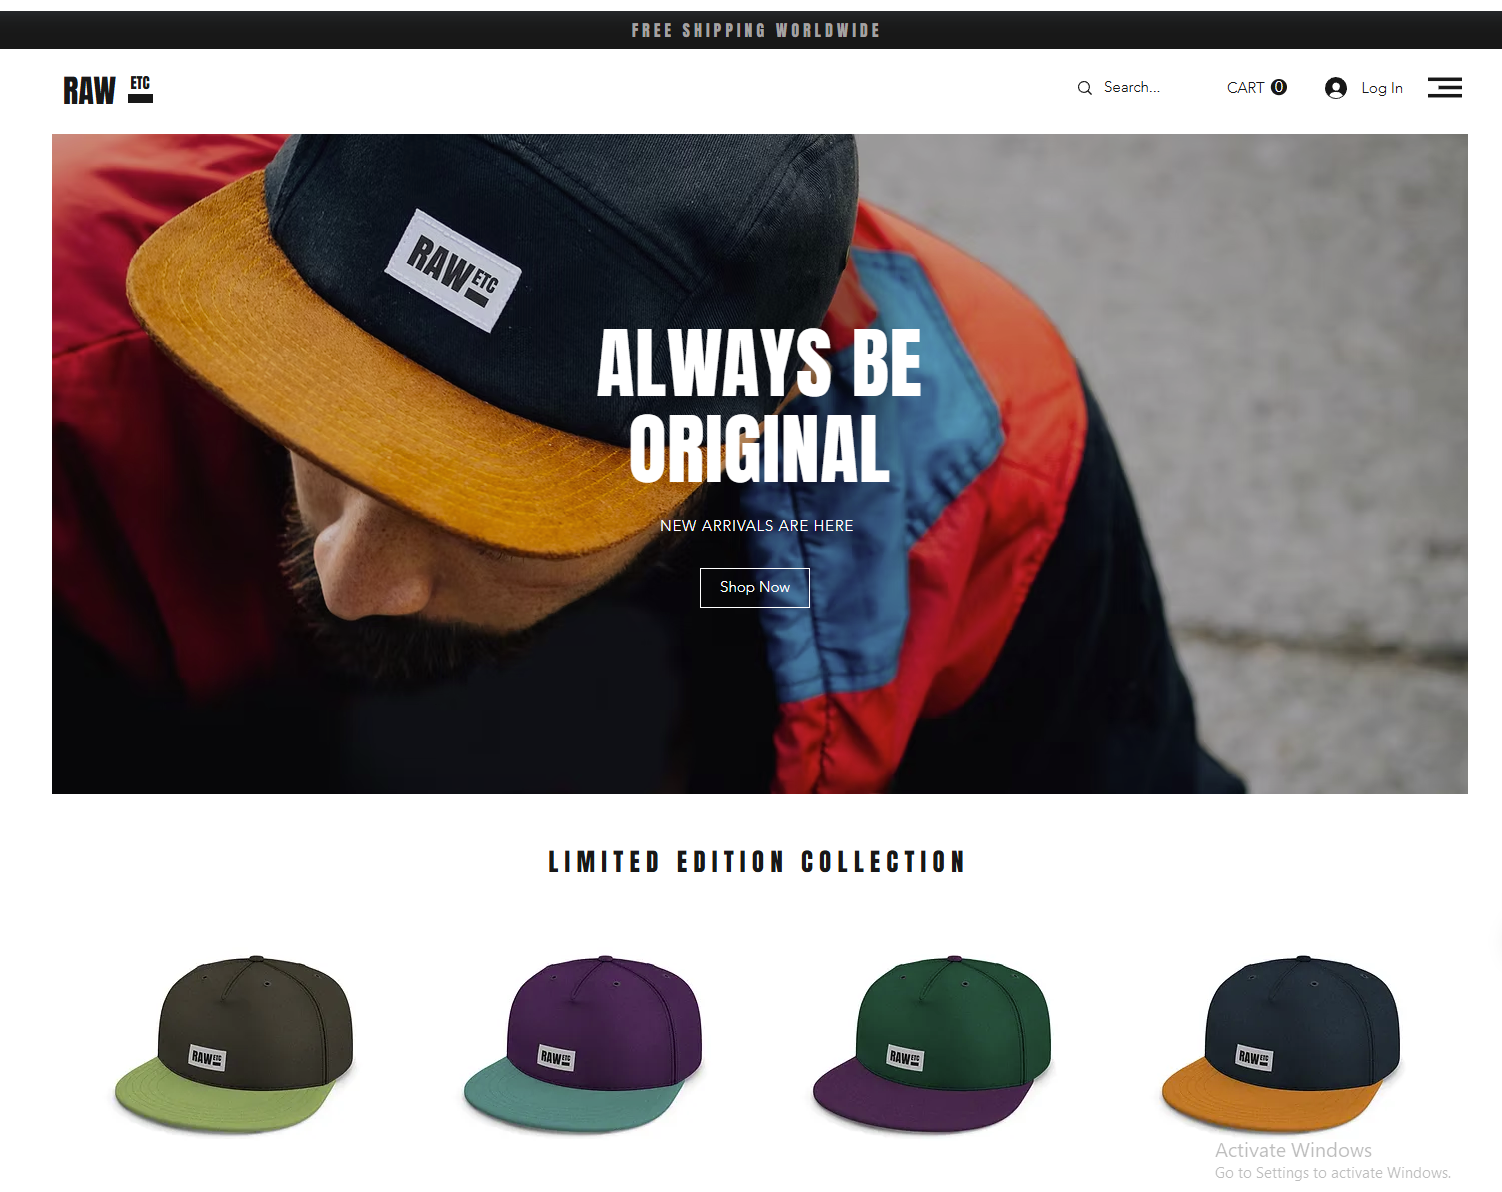 FREE SHIPPING WORLDWIDE
RAW ETC
Search...
CART 0
Log In
RAW ETC
ALWAYS BE
ORIGINAL
NEW ARRIVALS ARE HERE
Shop Now
LIMITED EDITION COLLECTION
RAW ETC
RAW ETC
RAW ETC
RAW ETC
Activate Windows
Go to Settings to activate Windows.